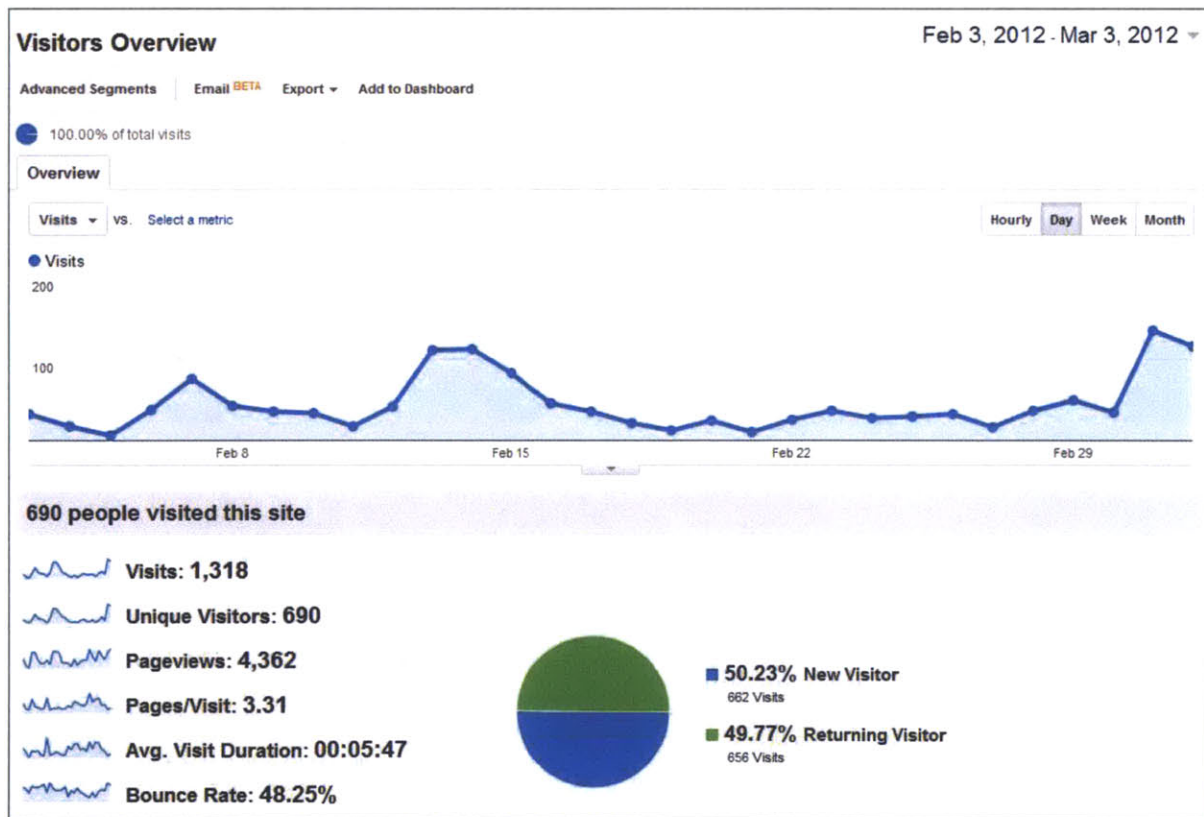 Visitors Overview
Feb 3, 2012 - Mar 3, 2012
Advanced Segments Email BETA Export Add to Dashboard
100.00% of total visits
Overview
Visits vs. Select a metric
Hourly Day Week Month
Visits
200
100
Feb 8 Feb 15 Feb 22 Feb 29
690 people visited this site
Visits: 1,318
Unique Visitors: 690
Pageviews: 4,362
Pages/Visit: 3.31
Avg. Visit Duration: 00:05:47
Bounce Rate: 48.25%
50.23% New Visitor
662 Visits
49.77% Returning Visitor
656 Visits